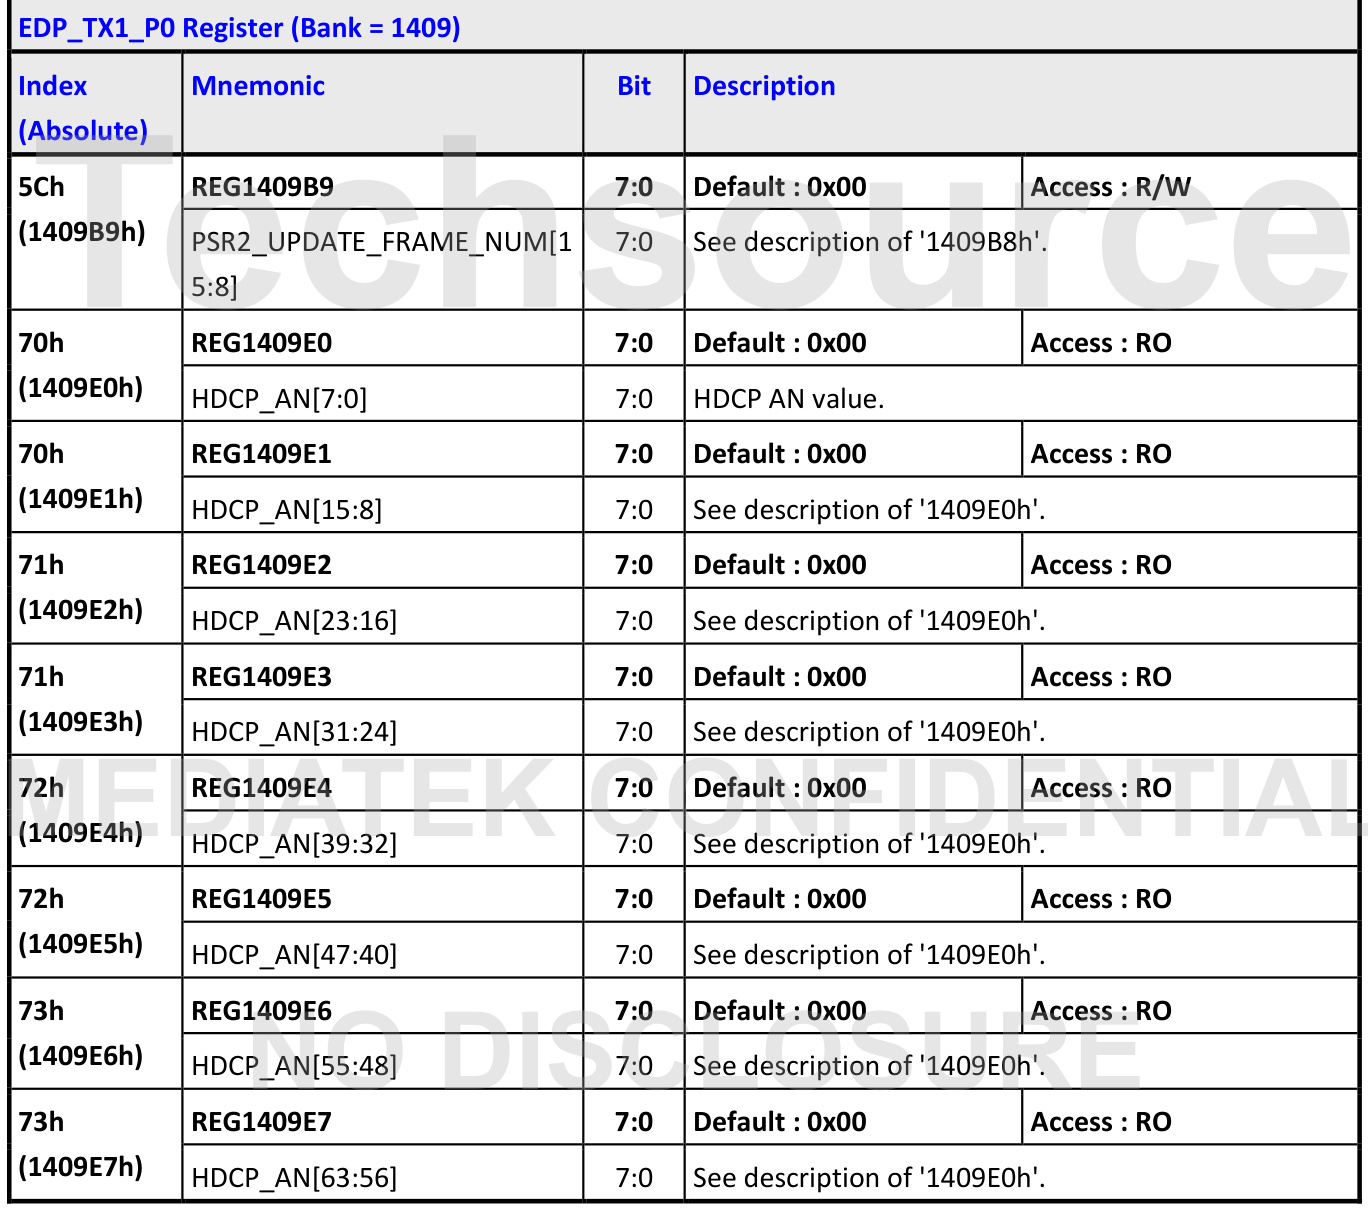 EDP_TX1_P0 Register (Bank = 1409)
Index (Absolute) Mnemonic Bit Description
5Ch (1409B9h) REG1409B9 7:0 Default : 0x00 Access : R/W
PSR2_UPDATE_FRAME_NUM[15:8] 7:0 See description of '1409B8h'.
70h (1409E0h) REG1409E0 7:0 Default : 0x00 Access : RO
HDCP_AN[7:0] 7:0 HDCP AN value.
70h (1409E1h) REG1409E1 7:0 Default : 0x00 Access : RO
HDCP_AN[15:8] 7:0 See description of '1409E0h'.
71h (1409E2h) REG1409E2 7:0 Default : 0x00 Access : RO
HDCP_AN[23:16] 7:0 See description of '1409E0h'.
71h (1409E3h) REG1409E3 7:0 Default : 0x00 Access : RO
HDCP_AN[31:24] 7:0 See description of '1409E0h'.
72h (1409E4h) REG1409E4 7:0 Default : 0x00 Access : RO
HDCP_AN[39:32] 7:0 See description of '1409E0h'.
72h (1409E5h) REG1409E5 7:0 Default : 0x00 Access : RO
HDCP_AN[47:40] 7:0 See description of '1409E0h'.
73h (1409E6h) REG1409E6 7:0 Default : 0x00 Access : RO
HDCP_AN[55:48] 7:0 See description of '1409E0h'.
73h (1409E7h) REG1409E7 7:0 Default : 0x00 Access : RO
HDCP_AN[63:56] 7:0 See description of '1409E0h'.
Techsource
MEDIATEK CONFIDENTIAL
NO DISCLOSURE